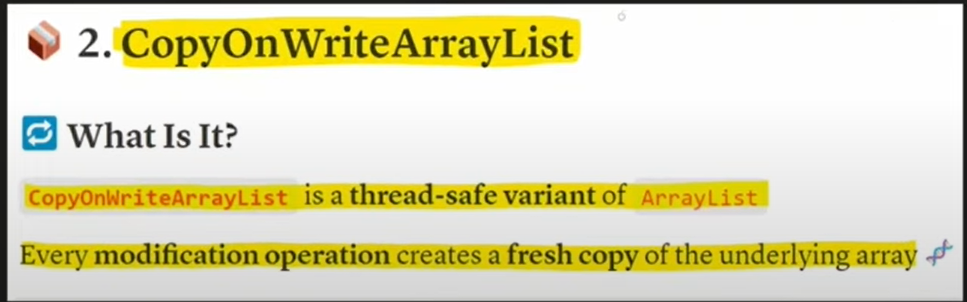 2. CopyOnWriteArrayList
What Is It?
CopyOnWriteArrayList is a thread-safe variant of ArrayList
Every modification operation creates a fresh copy of the underlying array